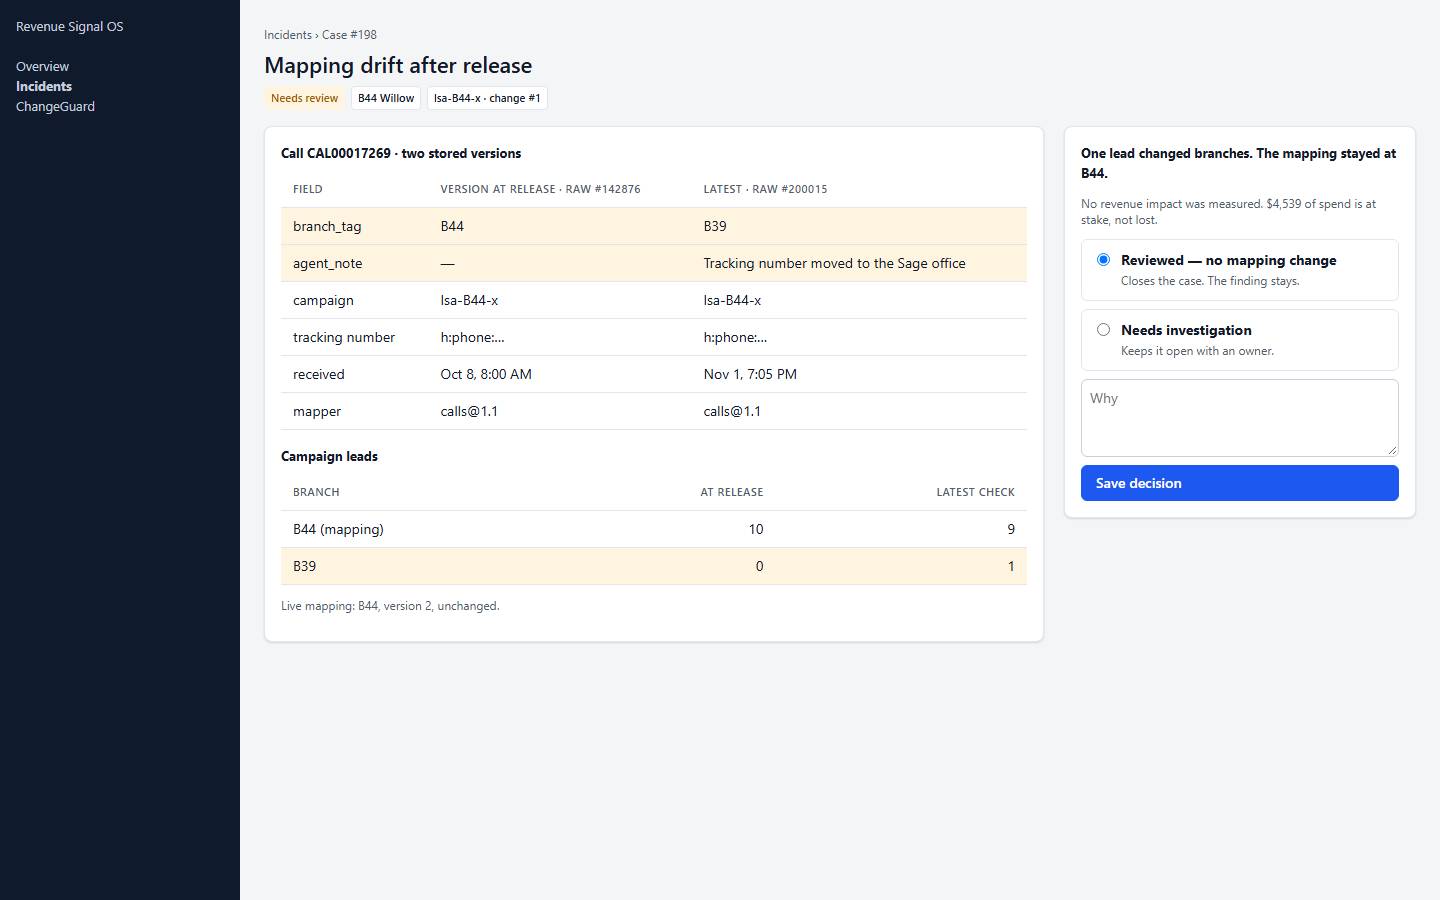 Revenue Signal OS
Overview
Incidents
ChangeGuard
Incidents › Case #198
Mapping drift after release
Needs review
B44 Willow
lsa-B44-x · change #1
Call CAL00017269 · two stored versions
FIELD VERSION AT RELEASE · RAW #142876 LATEST · RAW #200015
branch_tag B44 B39
agent_note — Tracking number moved to the Sage office
campaign lsa-B44-x lsa-B44-x
tracking number h:phone:... h:phone:...
received Oct 8, 8:00 AM Nov 1, 7:05 PM
mapper calls@1.1 calls@1.1
Campaign leads
BRANCH AT RELEASE LATEST CHECK
B44 (mapping) 10 9
B39 0 1
Live mapping: B44, version 2, unchanged.
One lead changed branches. The mapping stayed at
B44.
No revenue impact was measured. $4,539 of spend is at
stake, not lost.
Reviewed — no mapping change
Closes the case. The finding stays.
Needs investigation
Keeps it open with an owner.
Why
Save decision